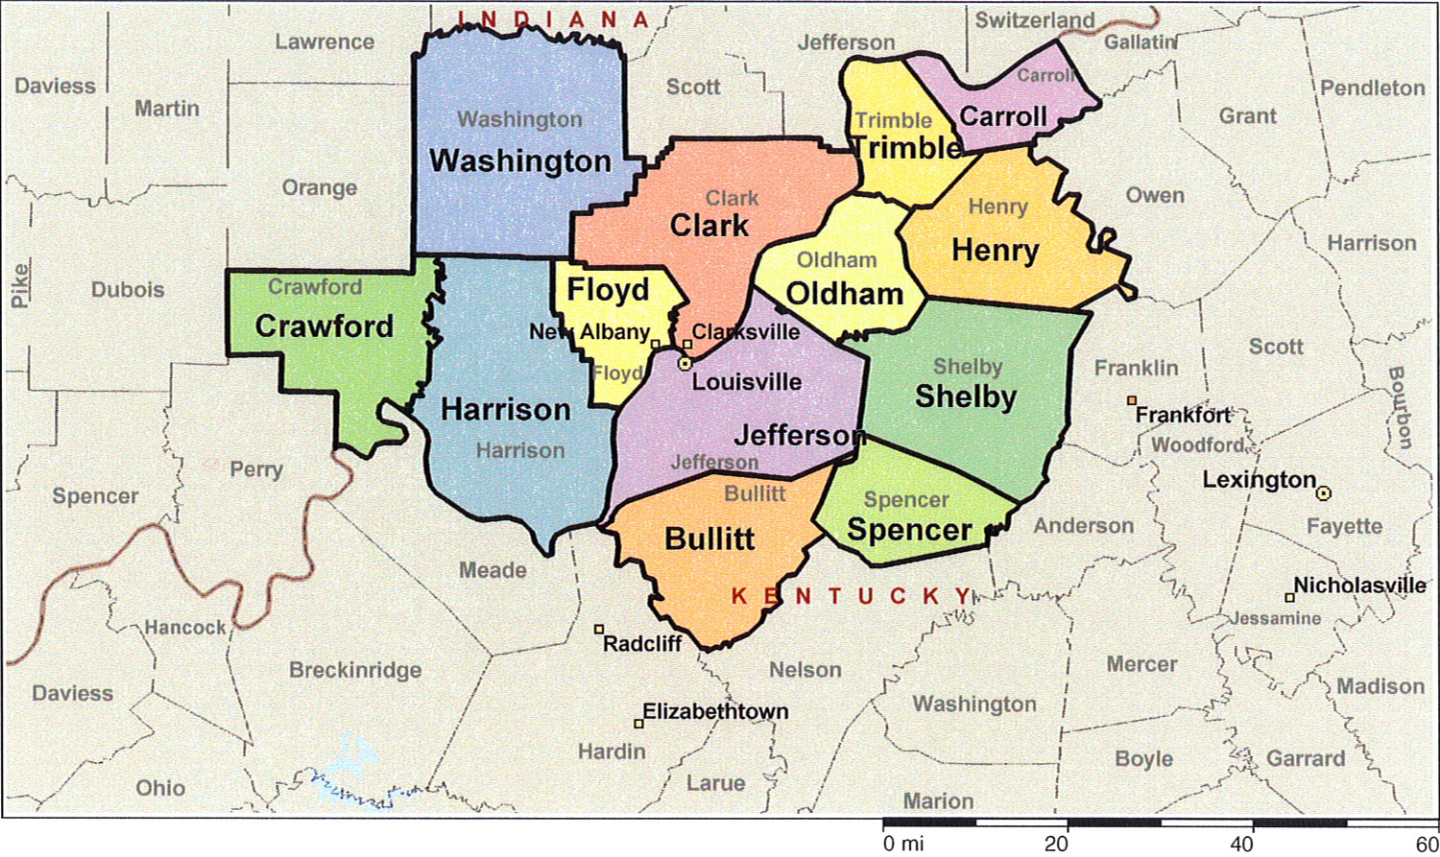 INDIANA
Switzerland
Lawrence
Jefferson
Gallatin
Carroll
Daviess
Scott
Pendleton
Martin
Grant
Carroll
Washington
Trimble
Trimble
Washington
Orange
Owen
Clark
Henry
Clark
Harrison
Henry
Oldham
Pike
Dubois
Crawford
Floyd
Oldham
Crawford
New Albany
Clarksville
Scott
Shelby
Franklin
Floyd
Louisville
Shelby
Bourbon
Harrison
Frankfort
Jefferson
Woodford
Harrison
Jefferson
Perry
Lexington
Bullitt
Spencer
Spencer
Anderson
Fayette
Spencer
Bullitt
Meade
Nicholasville
KENTUCKY
Jessamine
Hancock
Radcliff
Mercer
Breckinridge
Nelson
Madison
Daviess
Washington
Elizabethtown
Hardin
Boyle
Garrard
Larue
Ohio
Marion
0 mi 20 40 60